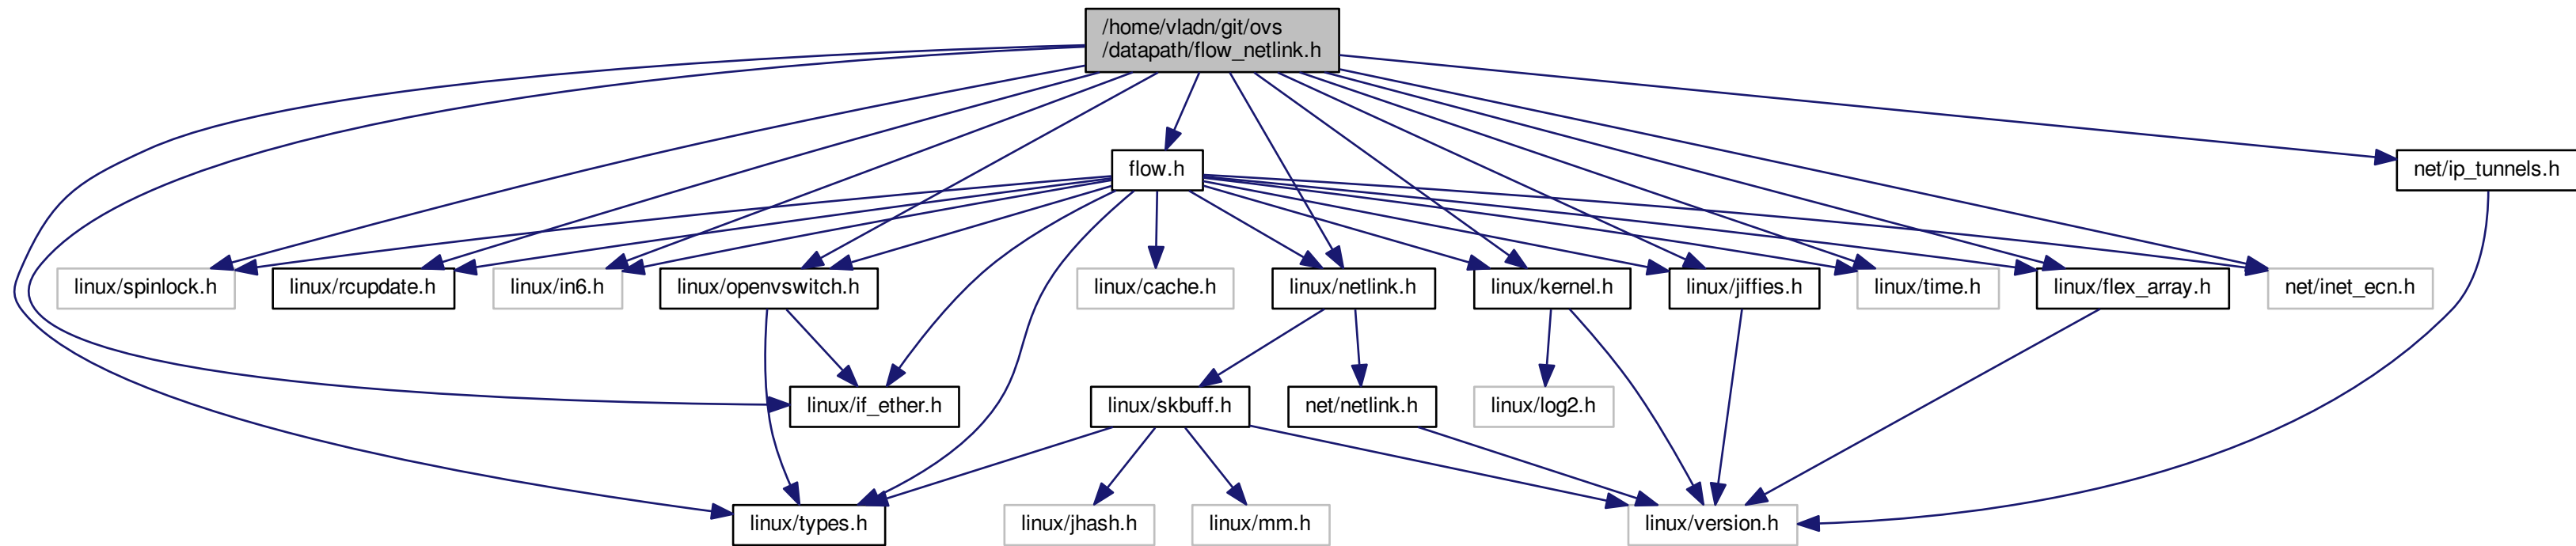 /home/vladn/git/ovs
/datapath/flow_netlink.h
flow.h
net/ip_tunnels.h
linux/spinlock.h
linux/rcupdate.h
linux/in6.h
linux/openvswitch.h
linux/cache.h
linux/netlink.h
linux/kernel.h
linux/jiffies.h
linux/time.h
linux/flex_array.h
net/inet_ecn.h
linux/if_ether.h
linux/skbuff.h
net/netlink.h
linux/log2.h
linux/types.h
linux/jhash.h
linux/mm.h
linux/version.h